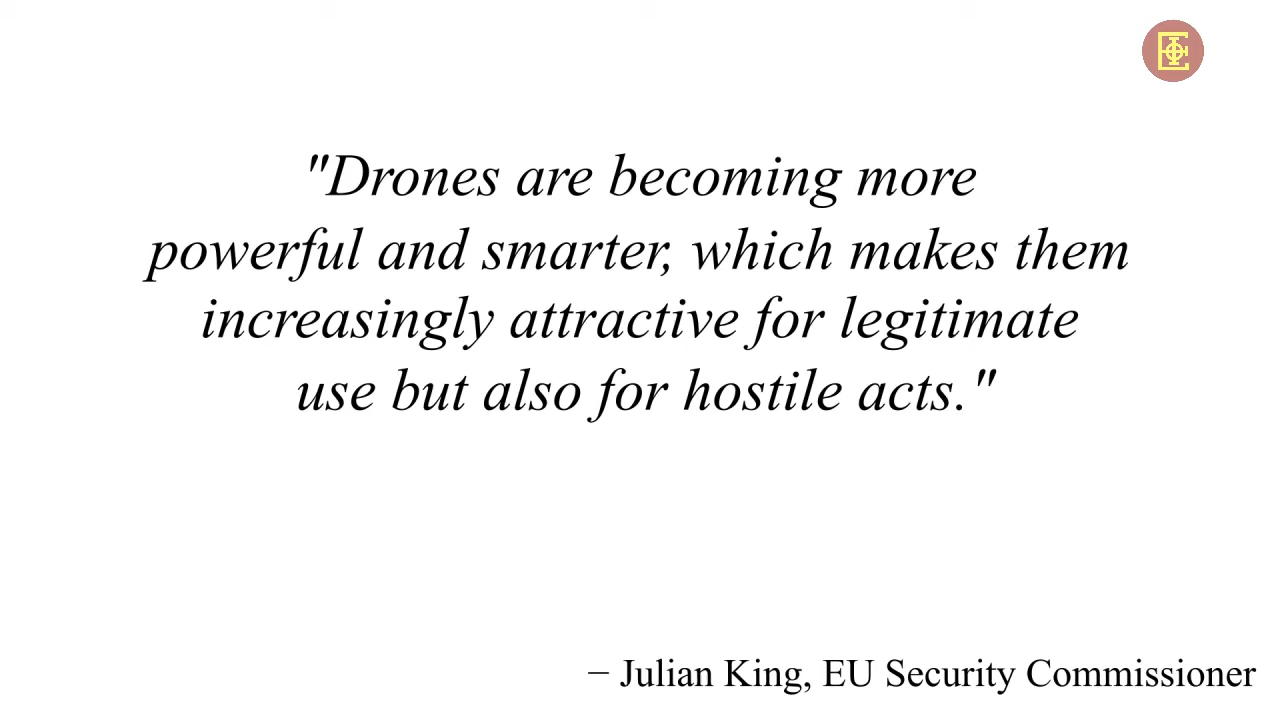 "Drones are becoming more
powerful and smarter, which makes them
increasingly attractive for legitimate
use but also for hostile acts."
– Julian King, EU Security Commissioner